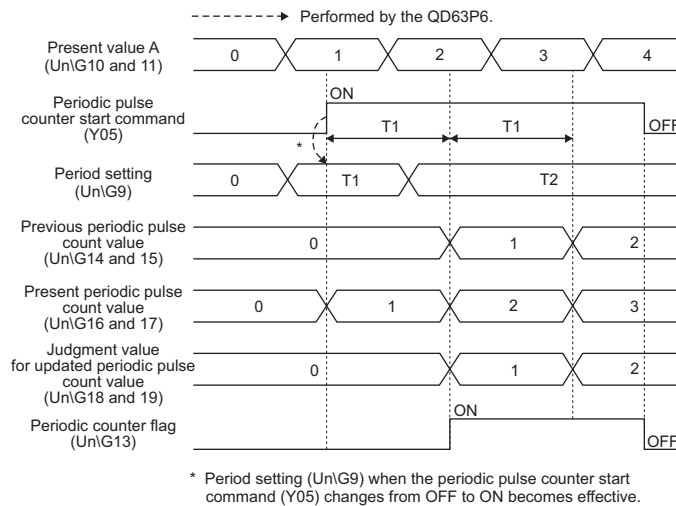 Performed by the QD63P6.
Present value A
(Un\G10 and 11)
0 1 2 3 4
Periodic pulse
counter start command
(Y05)
ON
T1 T1
OFF
*
Period setting
(Un\G9)
0 T1 T2
Previous periodic pulse
count value
(Un\G14 and 15)
0 1 2
Present periodic pulse
count value
(Un\G16 and 17)
0 1 2 3
Judgment value
for updated periodic pulse
count value
(Un\G18 and 19)
0 1 2
Periodic counter flag
(Un\G13)
ON
OFF
* Period setting (Un\G9) when the periodic pulse counter start
command (Y05) changes from OFF to ON becomes effective.